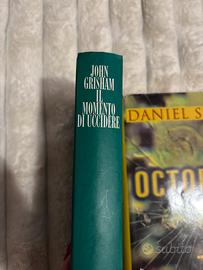 JOHN
GRISHAM
IL
MOMENTO
DI UCCIDERE
DANIEL S
OCTO
subito